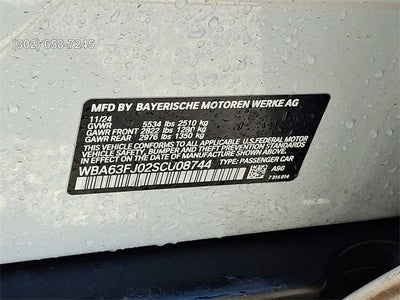 (302) 658-7245
MFD BY BAYERISCHE MOTOREN WERKE AG
11/24
GVWR 5534 lbs 2510 kg
GAWR FRONT 2822 lbs 1280 kg
GAWR REAR 2976 lbs 1350 kg
THIS VEHICLE CONFORMS TO ALL APPLICABLE U.S. FEDERAL MOTOR
VEHICLE SAFETY, BUMPER, AND THEFT PREVENTION STANDARDS IN
EFFECT ON THE DATE OF MANUFACTURE SHOWN ABOVE.
WBA63FJ02SCU08744 TYPE: PASSENGER CAR
A9G